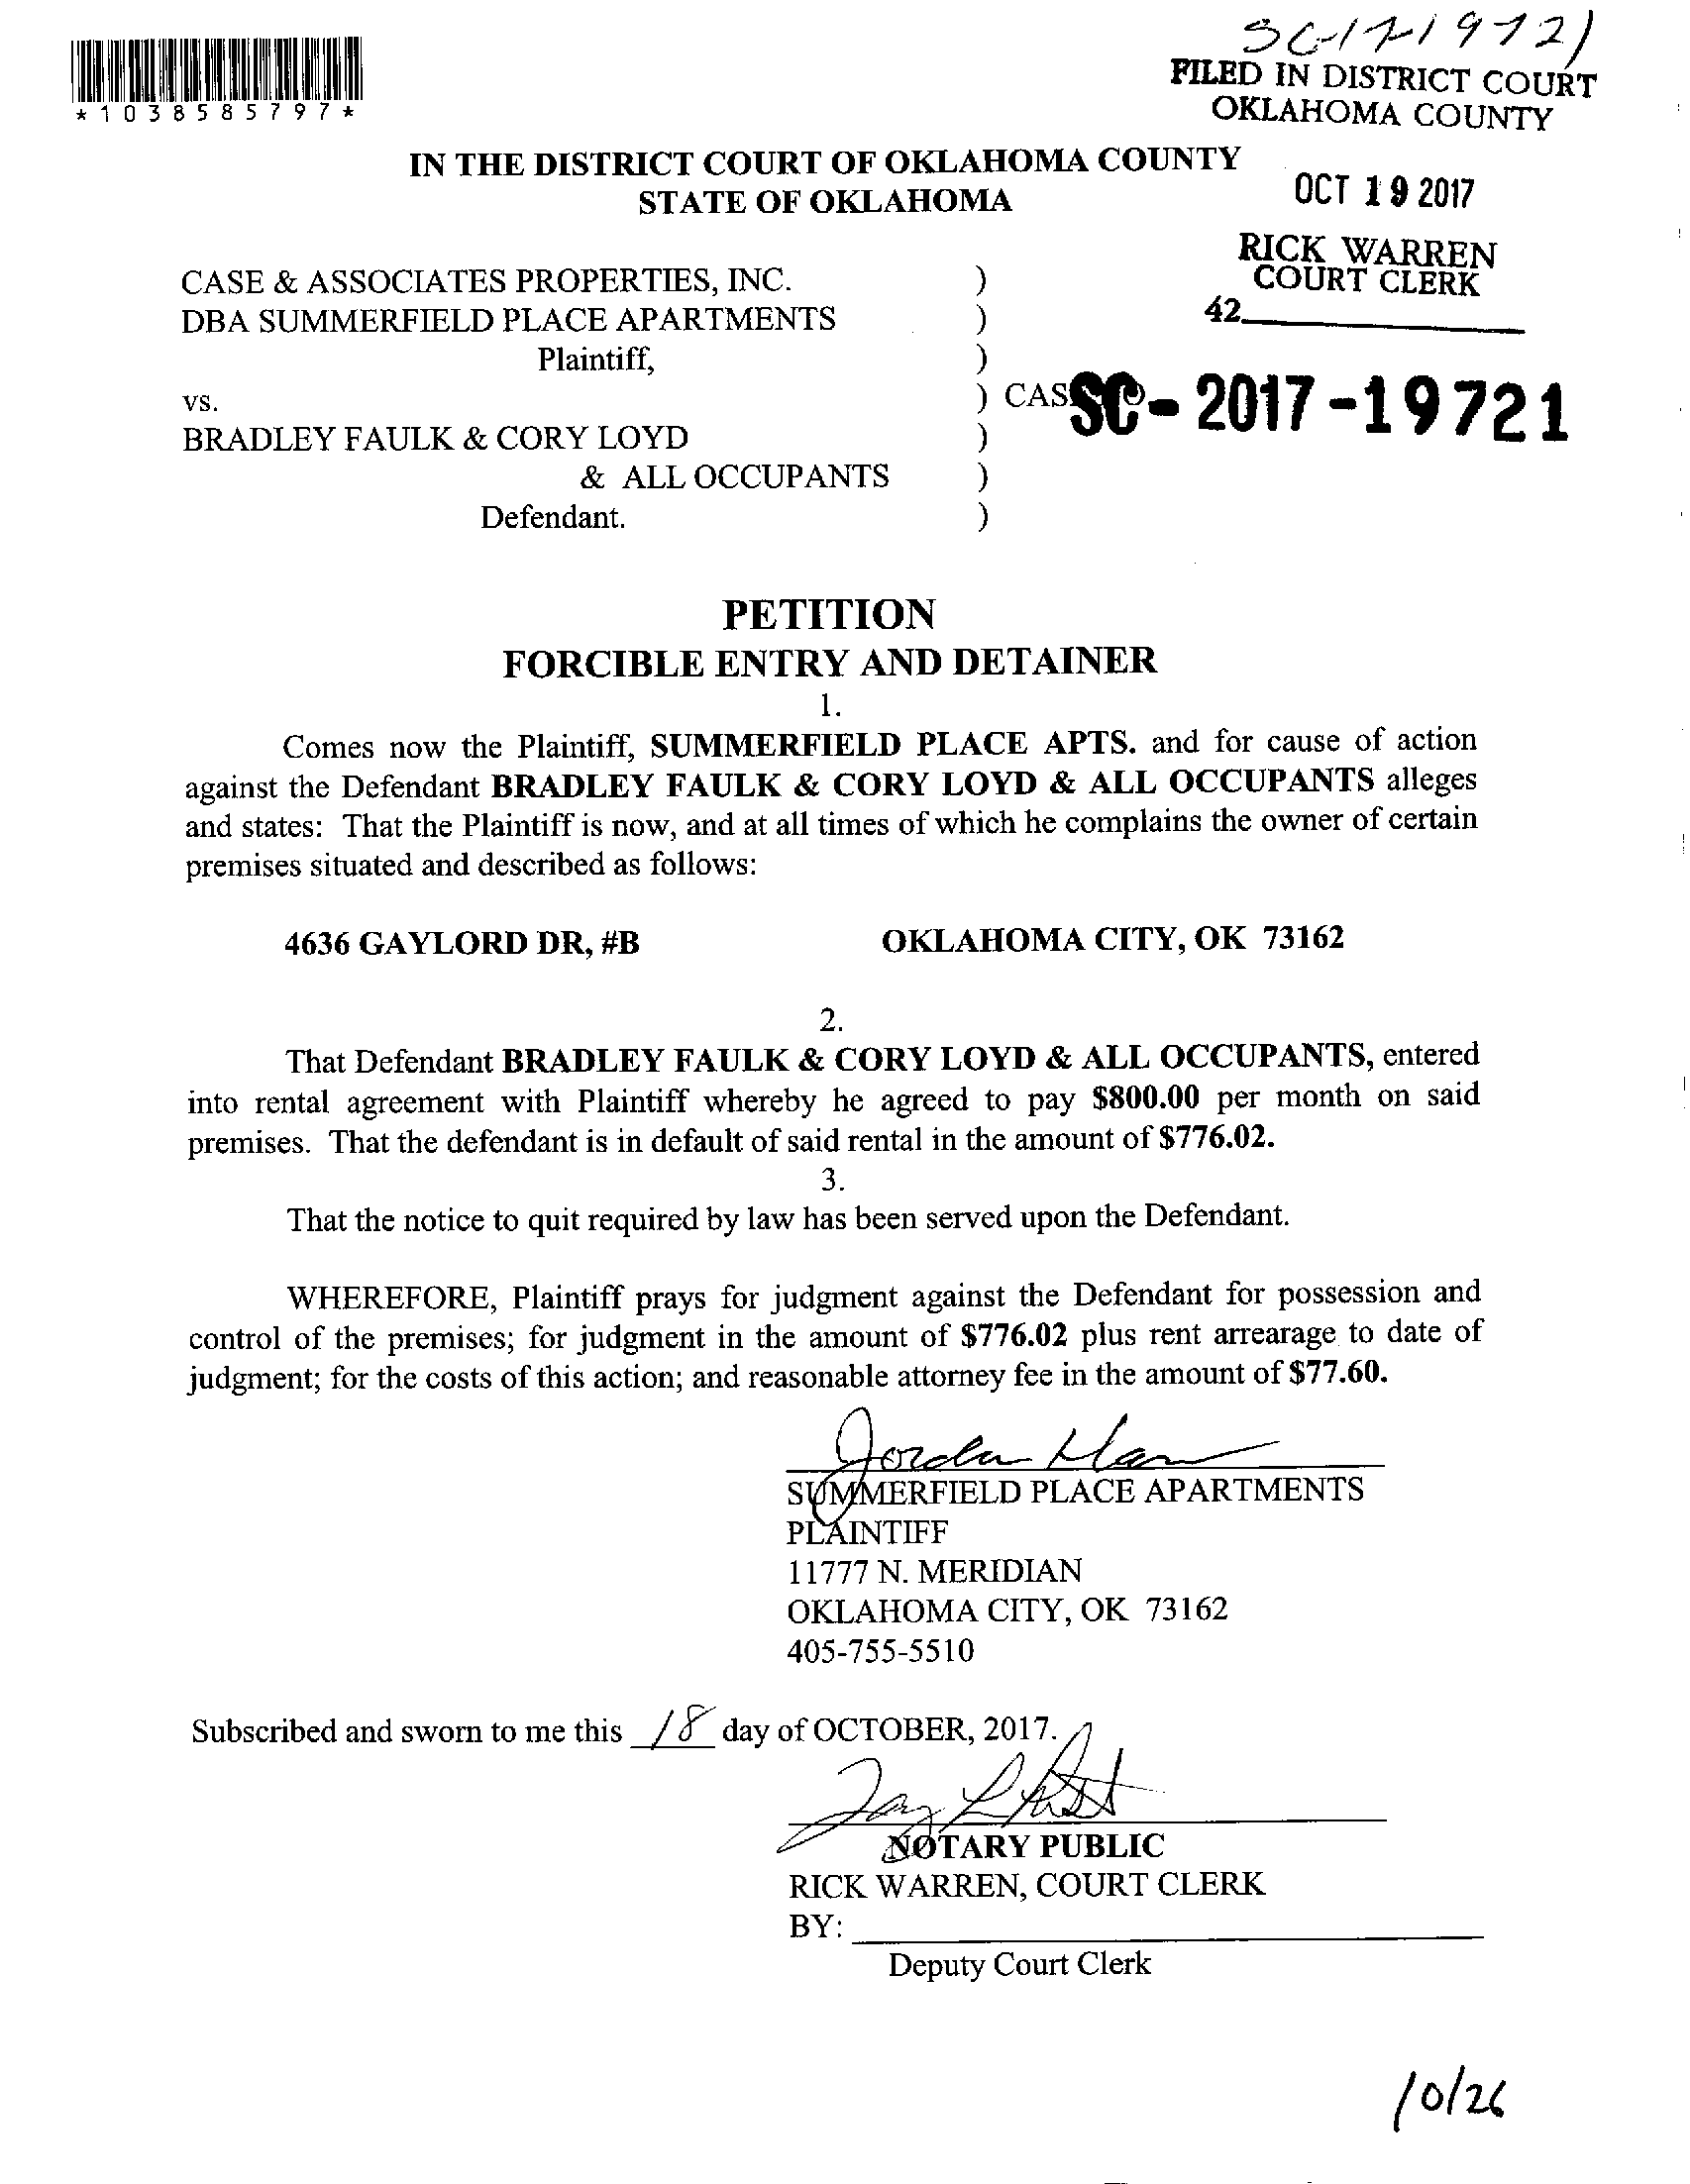 SC-17-19721
FILED IN DISTRICT COURT
OKLAHOMA COUNTY
*1038585797*
IN THE DISTRICT COURT OF OKLAHOMA COUNTY
STATE OF OKLAHOMA
OCT 19 2017
RICK WARREN
COURT CLERK
42
CASE & ASSOCIATES PROPERTIES, INC. )
DBA SUMMERFIELD PLACE APARTMENTS )
Plaintiff, )
vs. ) CAS SC-2017-19721
BRADLEY FAULK & CORY LOYD )
& ALL OCCUPANTS )
Defendant. )
PETITION
FORCIBLE ENTRY AND DETAINER
1.
Comes now the Plaintiff, SUMMERFIELD PLACE APTS. and for cause of action
against the Defendant BRADLEY FAULK & CORY LOYD & ALL OCCUPANTS alleges
and states: That the Plaintiff is now, and at all times of which he complains the owner of certain
premises situated and described as follows:
4636 GAYLORD DR, #B OKLAHOMA CITY, OK 73162
2.
That Defendant BRADLEY FAULK & CORY LOYD & ALL OCCUPANTS, entered
into rental agreement with Plaintiff whereby he agreed to pay $800.00 per month on said
premises. That the defendant is in default of said rental in the amount of $776.02.
3.
That the notice to quit required by law has been served upon the Defendant.
WHEREFORE, Plaintiff prays for judgment against the Defendant for possession and
control of the premises; for judgment in the amount of $776.02 plus rent arrearage to date of
judgment; for the costs of this action; and reasonable attorney fee in the amount of $77.60.
SUMMERFIELD PLACE APARTMENTS
PLAINTIFF
11777 N. MERIDIAN
OKLAHOMA CITY, OK 73162
405-755-5510
Subscribed and sworn to me this 18 day of OCTOBER, 2017.
NOTARY PUBLIC
RICK WARREN, COURT CLERK
BY:
Deputy Court Clerk
10/26